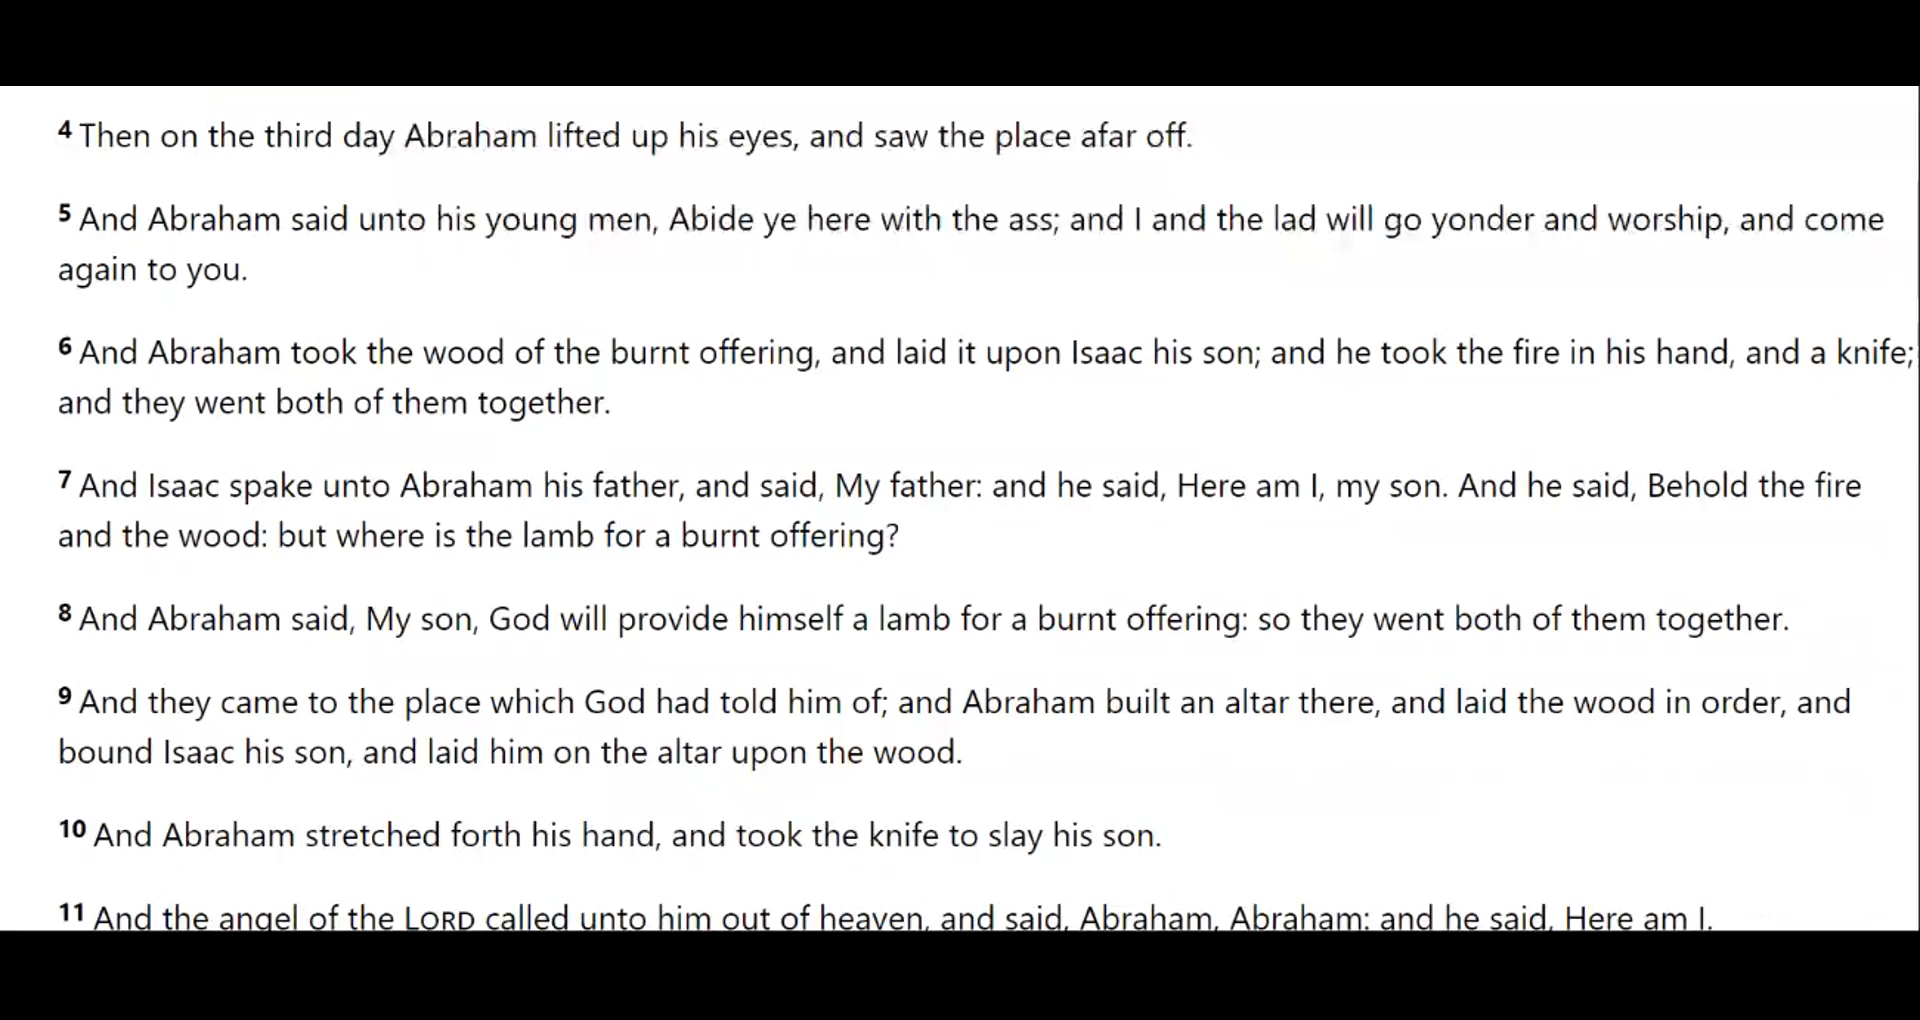 4 Then on the third day Abraham lifted up his eyes, and saw the place afar off.
5 And Abraham said unto his young men, Abide ye here with the ass; and I and the lad will go yonder and worship, and come
again to you.
6 And Abraham took the wood of the burnt offering, and laid it upon Isaac his son; and he took the fire in his hand, and a knife;
and they went both of them together.
7 And Isaac spake unto Abraham his father, and said, My father: and he said, Here am I, my son. And he said, Behold the fire
and the wood: but where is the lamb for a burnt offering?
8 And Abraham said, My son, God will provide himself a lamb for a burnt offering: so they went both of them together.
9 And they came to the place which God had told him of; and Abraham built an altar there, and laid the wood in order, and
bound Isaac his son, and laid him on the altar upon the wood.
10 And Abraham stretched forth his hand, and took the knife to slay his son.
11 And the angel of the LORD called unto him out of heaven, and said, Abraham, Abraham: and he said, Here am I.